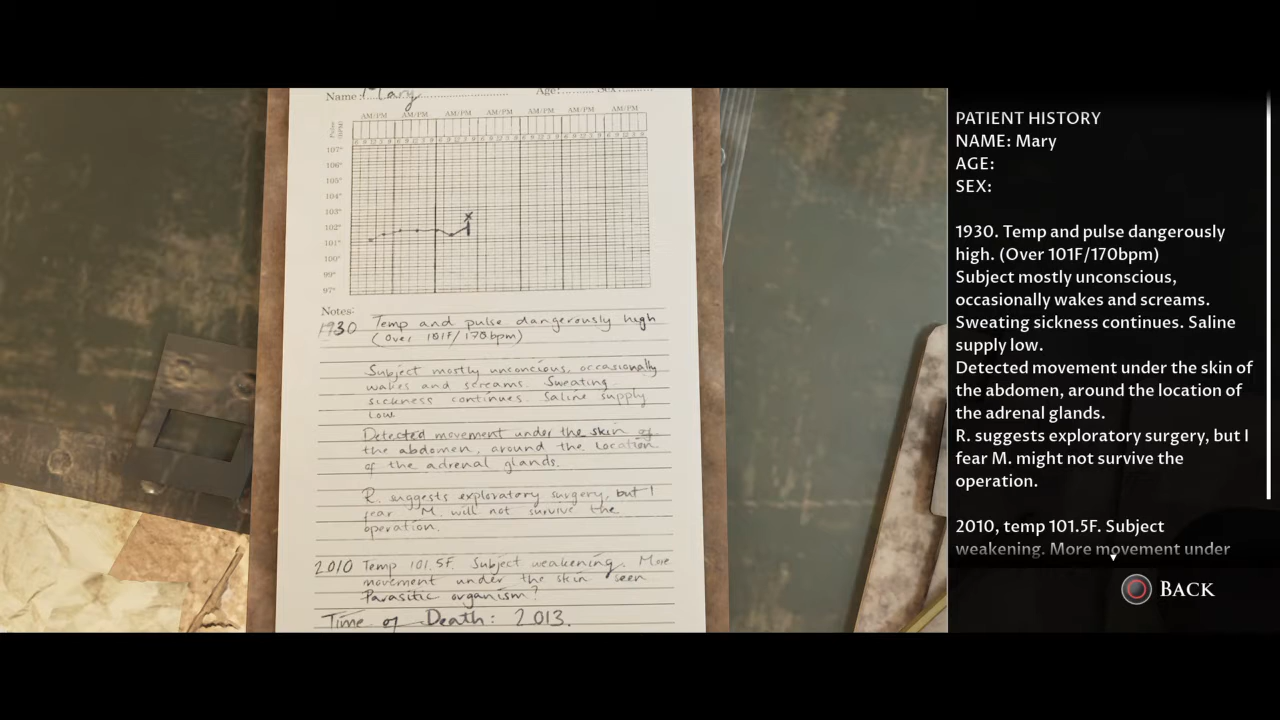 Name: Mary
Age:
Sex
AM/PM AM/PM AM/PM AM/PM AM/PM AM/PM AM/PM
Pulse (BPM)
107°
106°
105°
104°
103°
102°
101°
100°
99°
97°
Notes:
1930 Temp and pulse dangerously high
(over 101F/170bpm)
Subject mostly unconcious, occasionally
wakes and screams. Sweating
sickness continues. Saline supply
low.
Detected movement under the skin of
the abdomen, around the location
of the adrenal glands.
R. suggests exploratory surgery, but I
fear M. will not survive the
operation.
2010 Temp 101.5F. Subject weakening. More
movement under the skin seen
Parasitic organism?
Time of Death: 2013.
PATIENT HISTORY
NAME: Mary
AGE:
SEX:
1930. Temp and pulse dangerously
high. (Over 101F/170bpm)
Subject mostly unconscious,
occasionally wakes and screams.
Sweating sickness continues. Saline
supply low.
Detected movement under the skin of
the abdomen, around the location of
the adrenal glands.
R. suggests exploratory surgery, but I
fear M. might not survive the
operation.
2010, temp 101.5F. Subject
weakening. More movement under
BACK